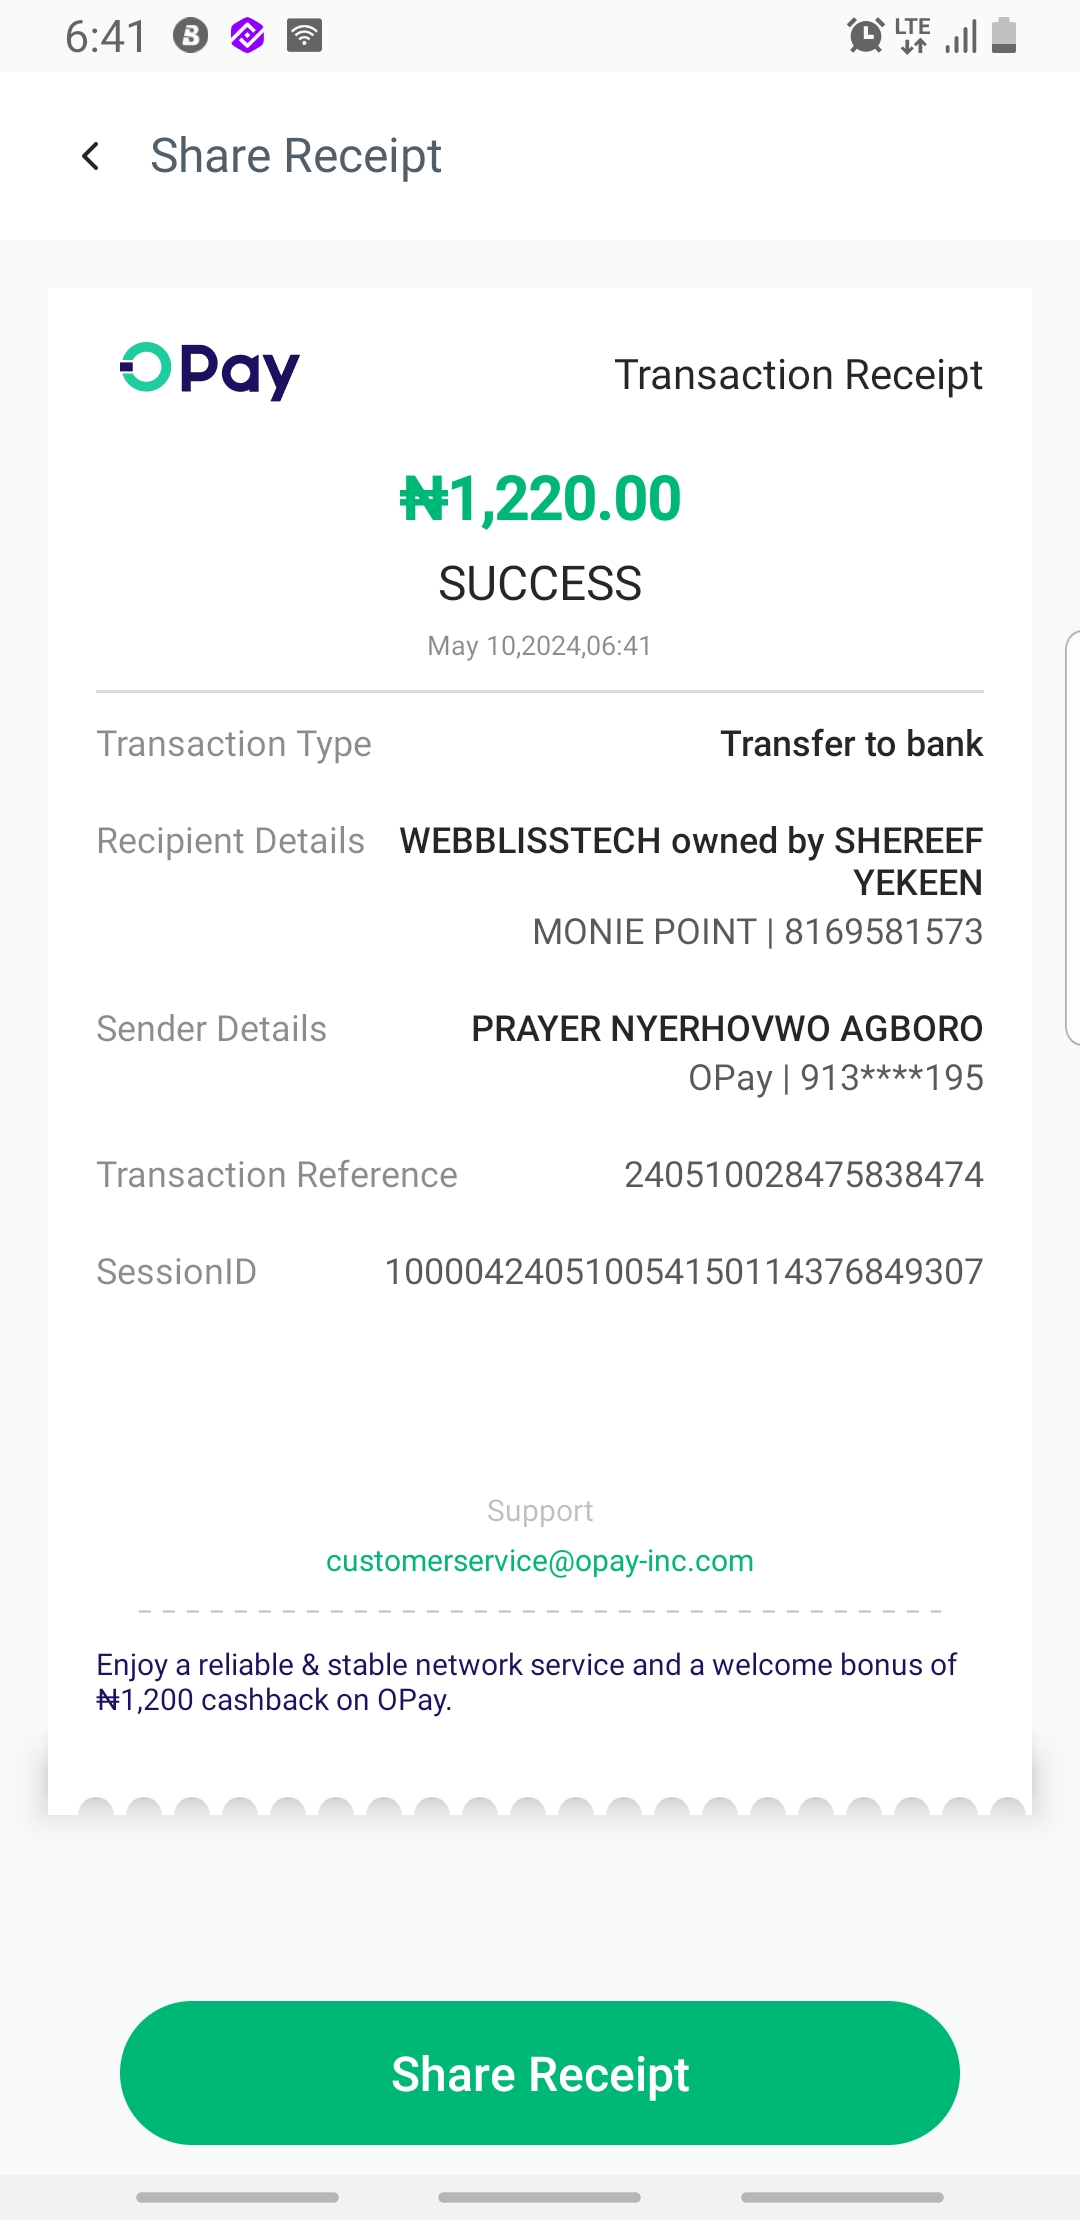 6:41 LTE
Share Receipt
OPay Transaction Receipt
₦1,220.00
SUCCESS
May 10,2024,06:41
Transaction Type Transfer to bank
Recipient Details WEBBLISSTECH owned by SHEREEF
YEKEEN
MONIE POINT | 8169581573
Sender Details PRAYER NYERHOVWO AGBORO
OPay | 913****195
Transaction Reference 240510028475838474
SessionID 100004240510054150114376849307
Support
customerservice@opay-inc.com
Enjoy a reliable & stable network service and a welcome bonus of
₦1,200 cashback on OPay.
Share Receipt